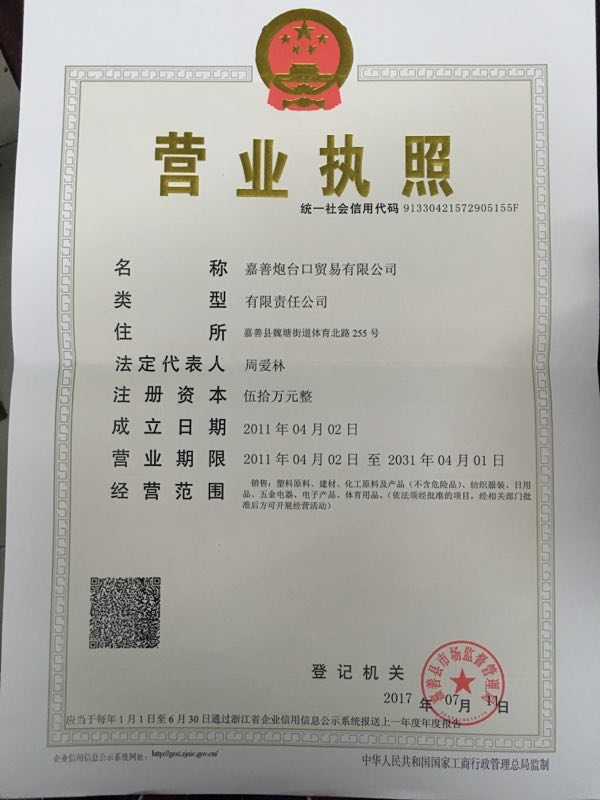 营业执照
统一社会信用代码 91330421572905155F
名称 嘉善炮台口贸易有限公司
类型 有限责任公司
住所 嘉善县魏塘街道体育北路255号
法定代表人 周爱林
注册资本 伍拾万元整
成立日期 2011年04月02日
营业期限 2011年04月02日至2031年04月01日
经营范围 销售：塑料原料、建材、化工原料及产品（不含危险品）、纺织服装、日用
品、五金电器、电子产品、体育用品。（依法须经批准的项目，经相关部门批
准后方可开展经营活动）
登记机关
嘉善县市场监督管理局
2017年07月11日
应当于每年1月1日至6月30日通过浙江省企业信用信息公示系统报送上一年度年度报告
企业信用信息公示系统网址：http://gsxt.zjaic.gov.cn/
中华人民共和国国家工商行政管理总局监制